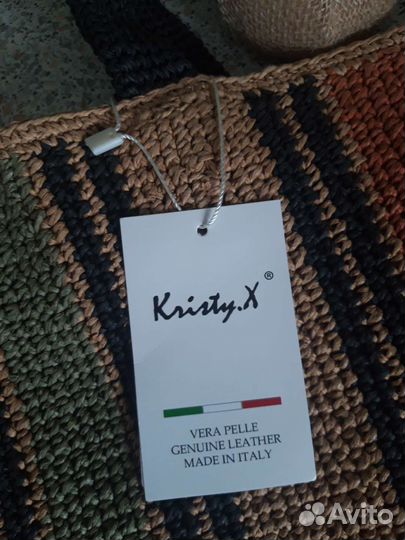 Kristy.X ®
VERA PELLE
GENUINE LEATHER
MADE IN ITALY
Avito